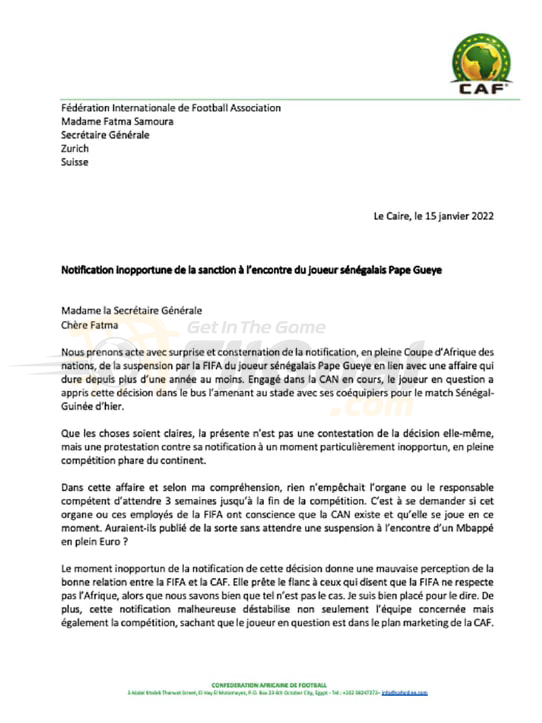 CAF
Fédération Internationale de Football Association
Madame Fatma Samoura
Secrétaire Générale
Zurich
Suisse
Le Caire, le 15 janvier 2022
Notification inopportune de la sanction à l'encontre du joueur sénégalais Pape Gueye
Madame la Secrétaire Générale
Chère Fatma
Get In The Game
.com
Nous prenons acte avec surprise et consternation de la notification, en pleine Coupe d'Afrique des
nations, de la suspension par la FIFA du joueur sénégalais Pape Gueye en lien avec une affaire qui
dure depuis plus d'une année au moins. Engagé dans la CAN en cours, le joueur en question a
appris cette décision dans le bus l'amenant au stade avec ses coéquipiers pour le match Sénégal-
Guinée d'hier.
Que les choses soient claires, la présente n'est pas une contestation de la décision elle-même,
mais une protestation contre sa notification à un moment particulièrement inopportun, en pleine
compétition phare du continent.
Dans cette affaire et selon ma compréhension, rien n'empêchait l'organe ou le responsable
compétent d'attendre 3 semaines jusqu'à la fin de la compétition. C'est à se demander si cet
organe ou ces employés de la FIFA ont conscience que la CAN existe et qu'elle se joue en ce
moment. Auraient-ils publié de la sorte sans attendre une suspension à l'encontre d'un Mbappé
en plein Euro ?
Le moment inopportun de la notification de cette décision donne une mauvaise perception de la
bonne relation entre la FIFA et la CAF. Elle prête le flanc à ceux qui disent que la FIFA ne respecte
pas l'Afrique, alors que nous savons bien que tel n'est pas le cas. Je suis bien placé pour le dire. De
plus, cette notification malheureuse déstabilise non seulement l'équipe concernée mais
également la compétition, sachant que le joueur en question est dans le plan marketing de la CAF.
CONFEDERATION AFRICAINE DE FOOTBALL
3 Abdel Khalek Tharwat Street, El Hay El Motamayez, P.O. Box 23 6th October City, Egypt - Tel.: +202 38247272-